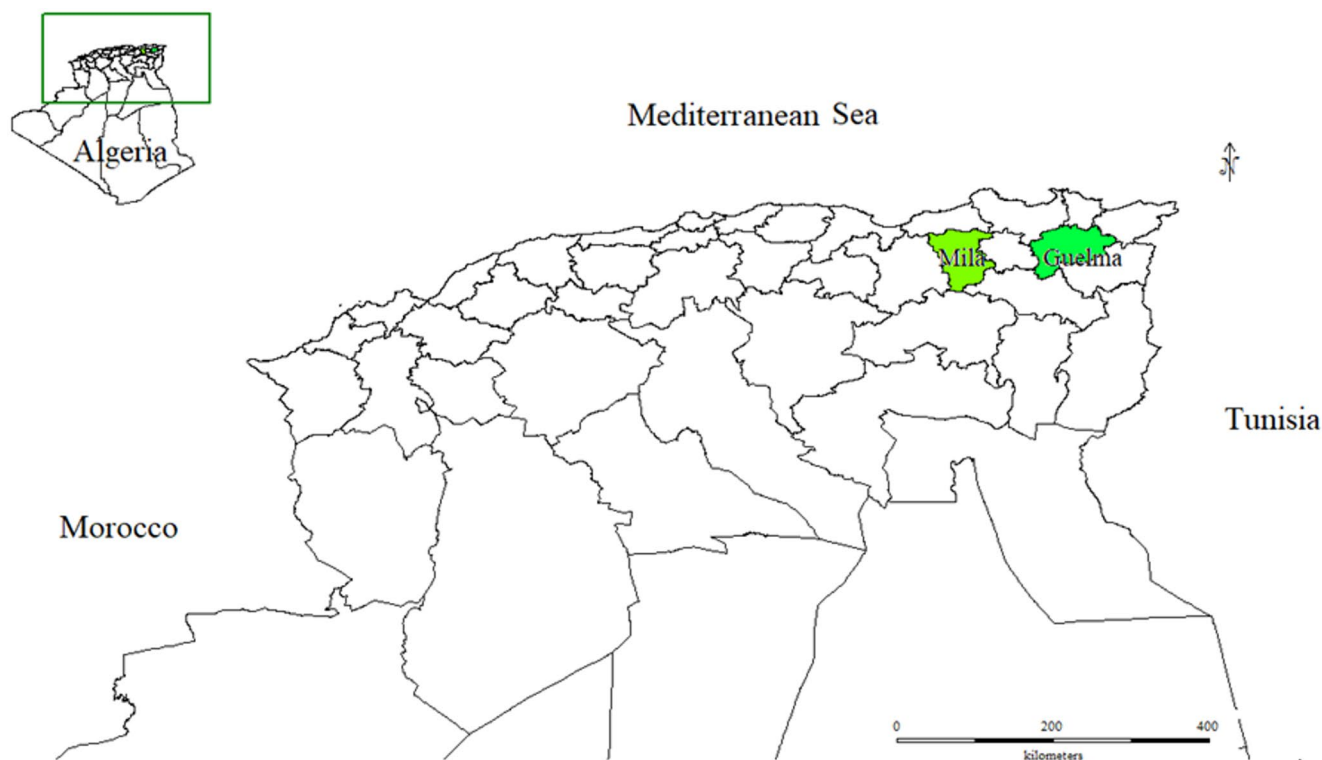 Mediterranean Sea
Algeria
N
Mila
Guelma
Tunisia
Morocco
0 200 400
kilometers